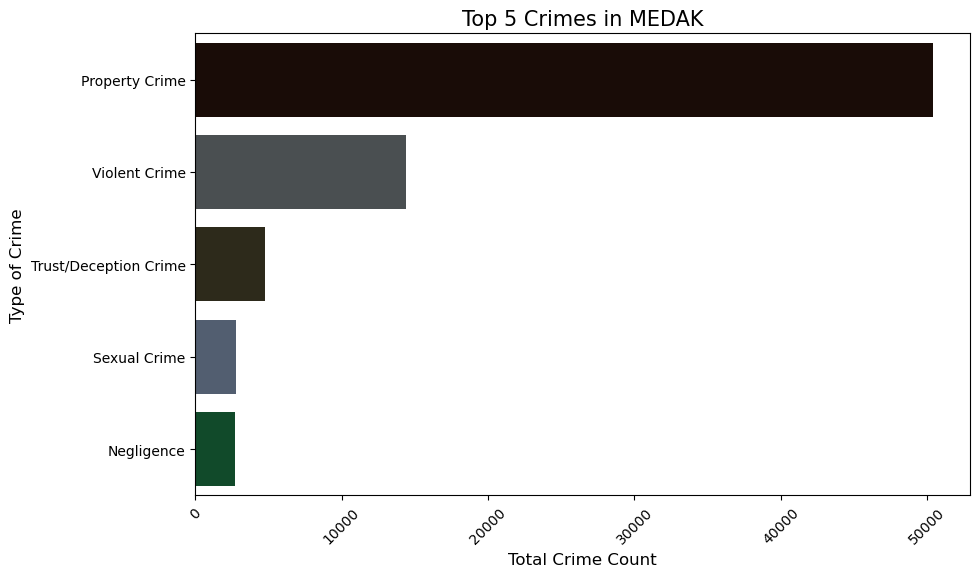 Top 5 Crimes in MEDAK
Type of Crime
Property Crime
Violent Crime
Trust/Deception Crime
Sexual Crime
Negligence
0
10000
20000
30000
40000
50000
Total Crime Count